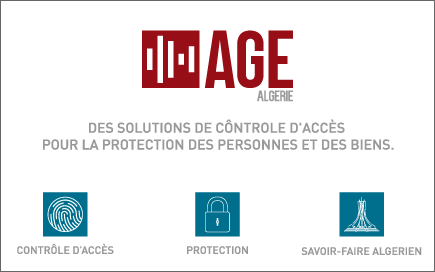 AGE
ALGERIE
DES SOLUTIONS DE CÔNTROLE D'ACCÈS
POUR LA PROTECTION DES PERSONNES ET DES BIENS.
CONTRÔLE D'ACCÈS
PROTECTION
SAVOIR-FAIRE ALGERIEN